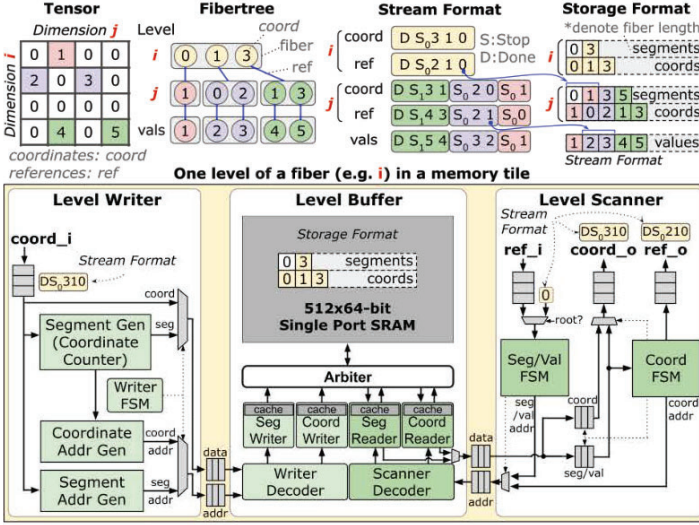 Tensor
Dimension j
Dimension i
0 1 0 0
2 0 3 0
0 0 0 0
0 4 0 5
coordinates: coord
references: ref
Fibertree
Level
coord
fiber
ref
i
0 1 3
j
1 0 2 1 3
vals
1 2 3 4 5
Stream Format
i
coord
D S0 3 1 0
ref
D S0 2 1 0
S:Stop
D:Done
j
coord
D S1 3 1 S0 2 0 S0 1
ref
D S1 4 3 S0 2 1 S0 0
vals
D S1 5 4 S0 3 2 S0 1
Storage Format
*denote fiber length
i
0 3 segments
0 1 3 coords
j
0 1 3 5 segments
1 0 2 1 3 coords
1 2 3 4 5 values
Stream Format
One level of a fiber (e.g. i) in a memory tile
Level Writer
coord_i
DS0310
Stream Format
coord
Segment Gen
(Coordinate
Counter)
seg
Writer
FSM
Coordinate
Addr Gen
coord
addr
Segment
Addr Gen
seg
addr
data
addr
Level Buffer
Storage Format
0 3 segments
0 1 3 coords
512x64-bit
Single Port SRAM
Arbiter
cache
Seg
Writer
cache
Coord
Writer
cache
Seg
Reader
cache
Coord
Reader
Writer
Decoder
Scanner
Decoder
data
addr
Level Scanner
Stream
Format
DS0310
DS0210
ref_i
coord_o
ref_o
0
root?
Seg/Val
FSM
Coord
FSM
seg
/val
addr
coord
coord
addr
seg/val